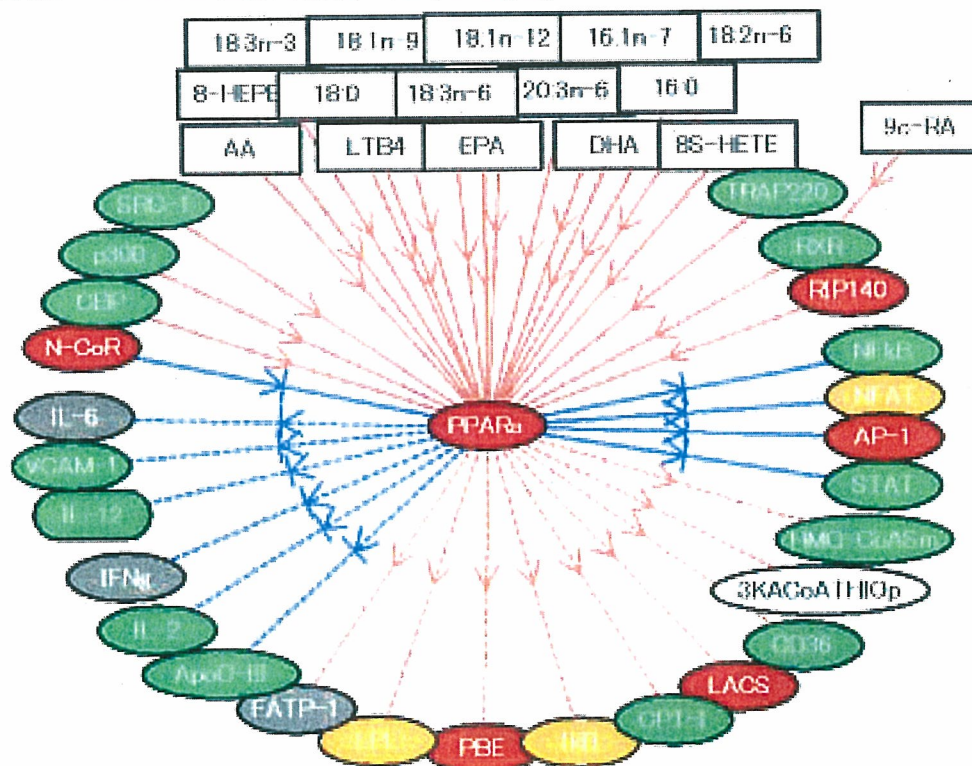 18:3n-3 18:1n-9 18:1n-12 16:1n-7 18:2n-6
8-HEPE 18:0 18:3n-6 20:3n-6 16:0
AA LTB4 EPA DHA 8S-HETE 9c-RA
SRC-1 TRAP220
p300 RXR
CBP RIP140
N-CoR NFkB
IL-6 PPARα NFAT
VCAM-1 AP-1
IL-12 STAT
HMG CoASm
IFNg 3KACoATHIOp
IL-2 CD36
ApoC-III LACS
FATP-1 CPT-I
LPL PBE